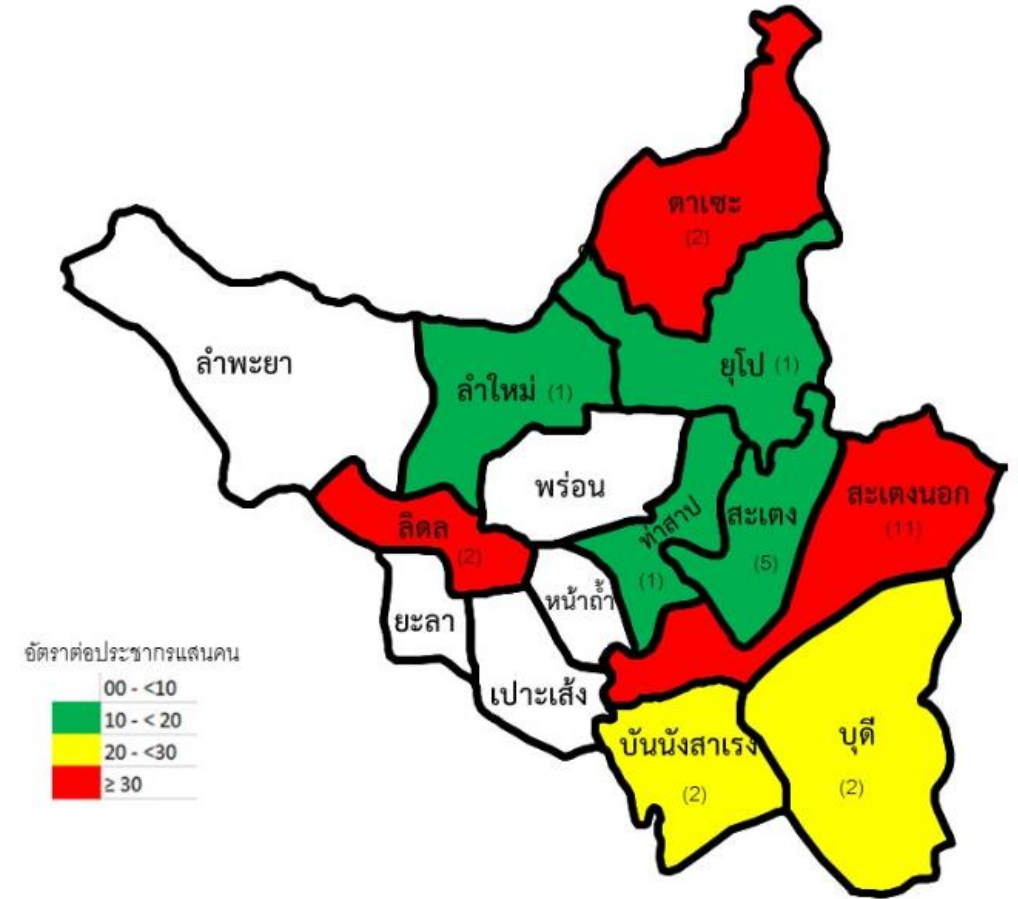 ตาเซะ
(2)
ยุโป (1)
ลำพะยา
ลำใหม่ (1)
พร่อน
สะเตงนอก
(11)
ท่าสาป
(1)
สะเตง
(5)
ลิดล
(2)
หน้าถ้ำ
ยะลา
เปาะเส้ง
บันนังสาเรง
(2)
บุดี
(2)
อัตราต่อประชากรแสนคน
00 - <10
10 - < 20
20 - <30
≥ 30